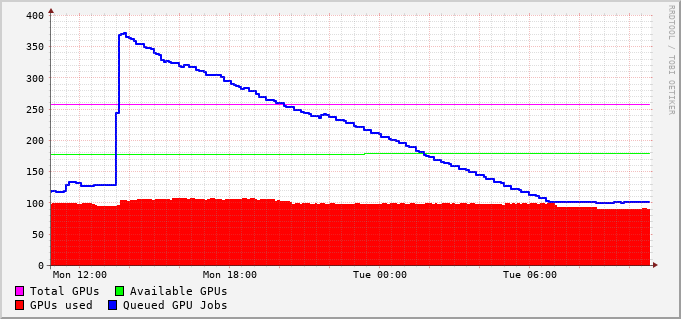 400
350
300
250
200
150
100
50
0
Mon 12:00 Mon 18:00 Tue 00:00 Tue 06:00
Total GPUs Available GPUs
GPUs used Queued GPU Jobs
RRDTOOL / TOBI OETIKER